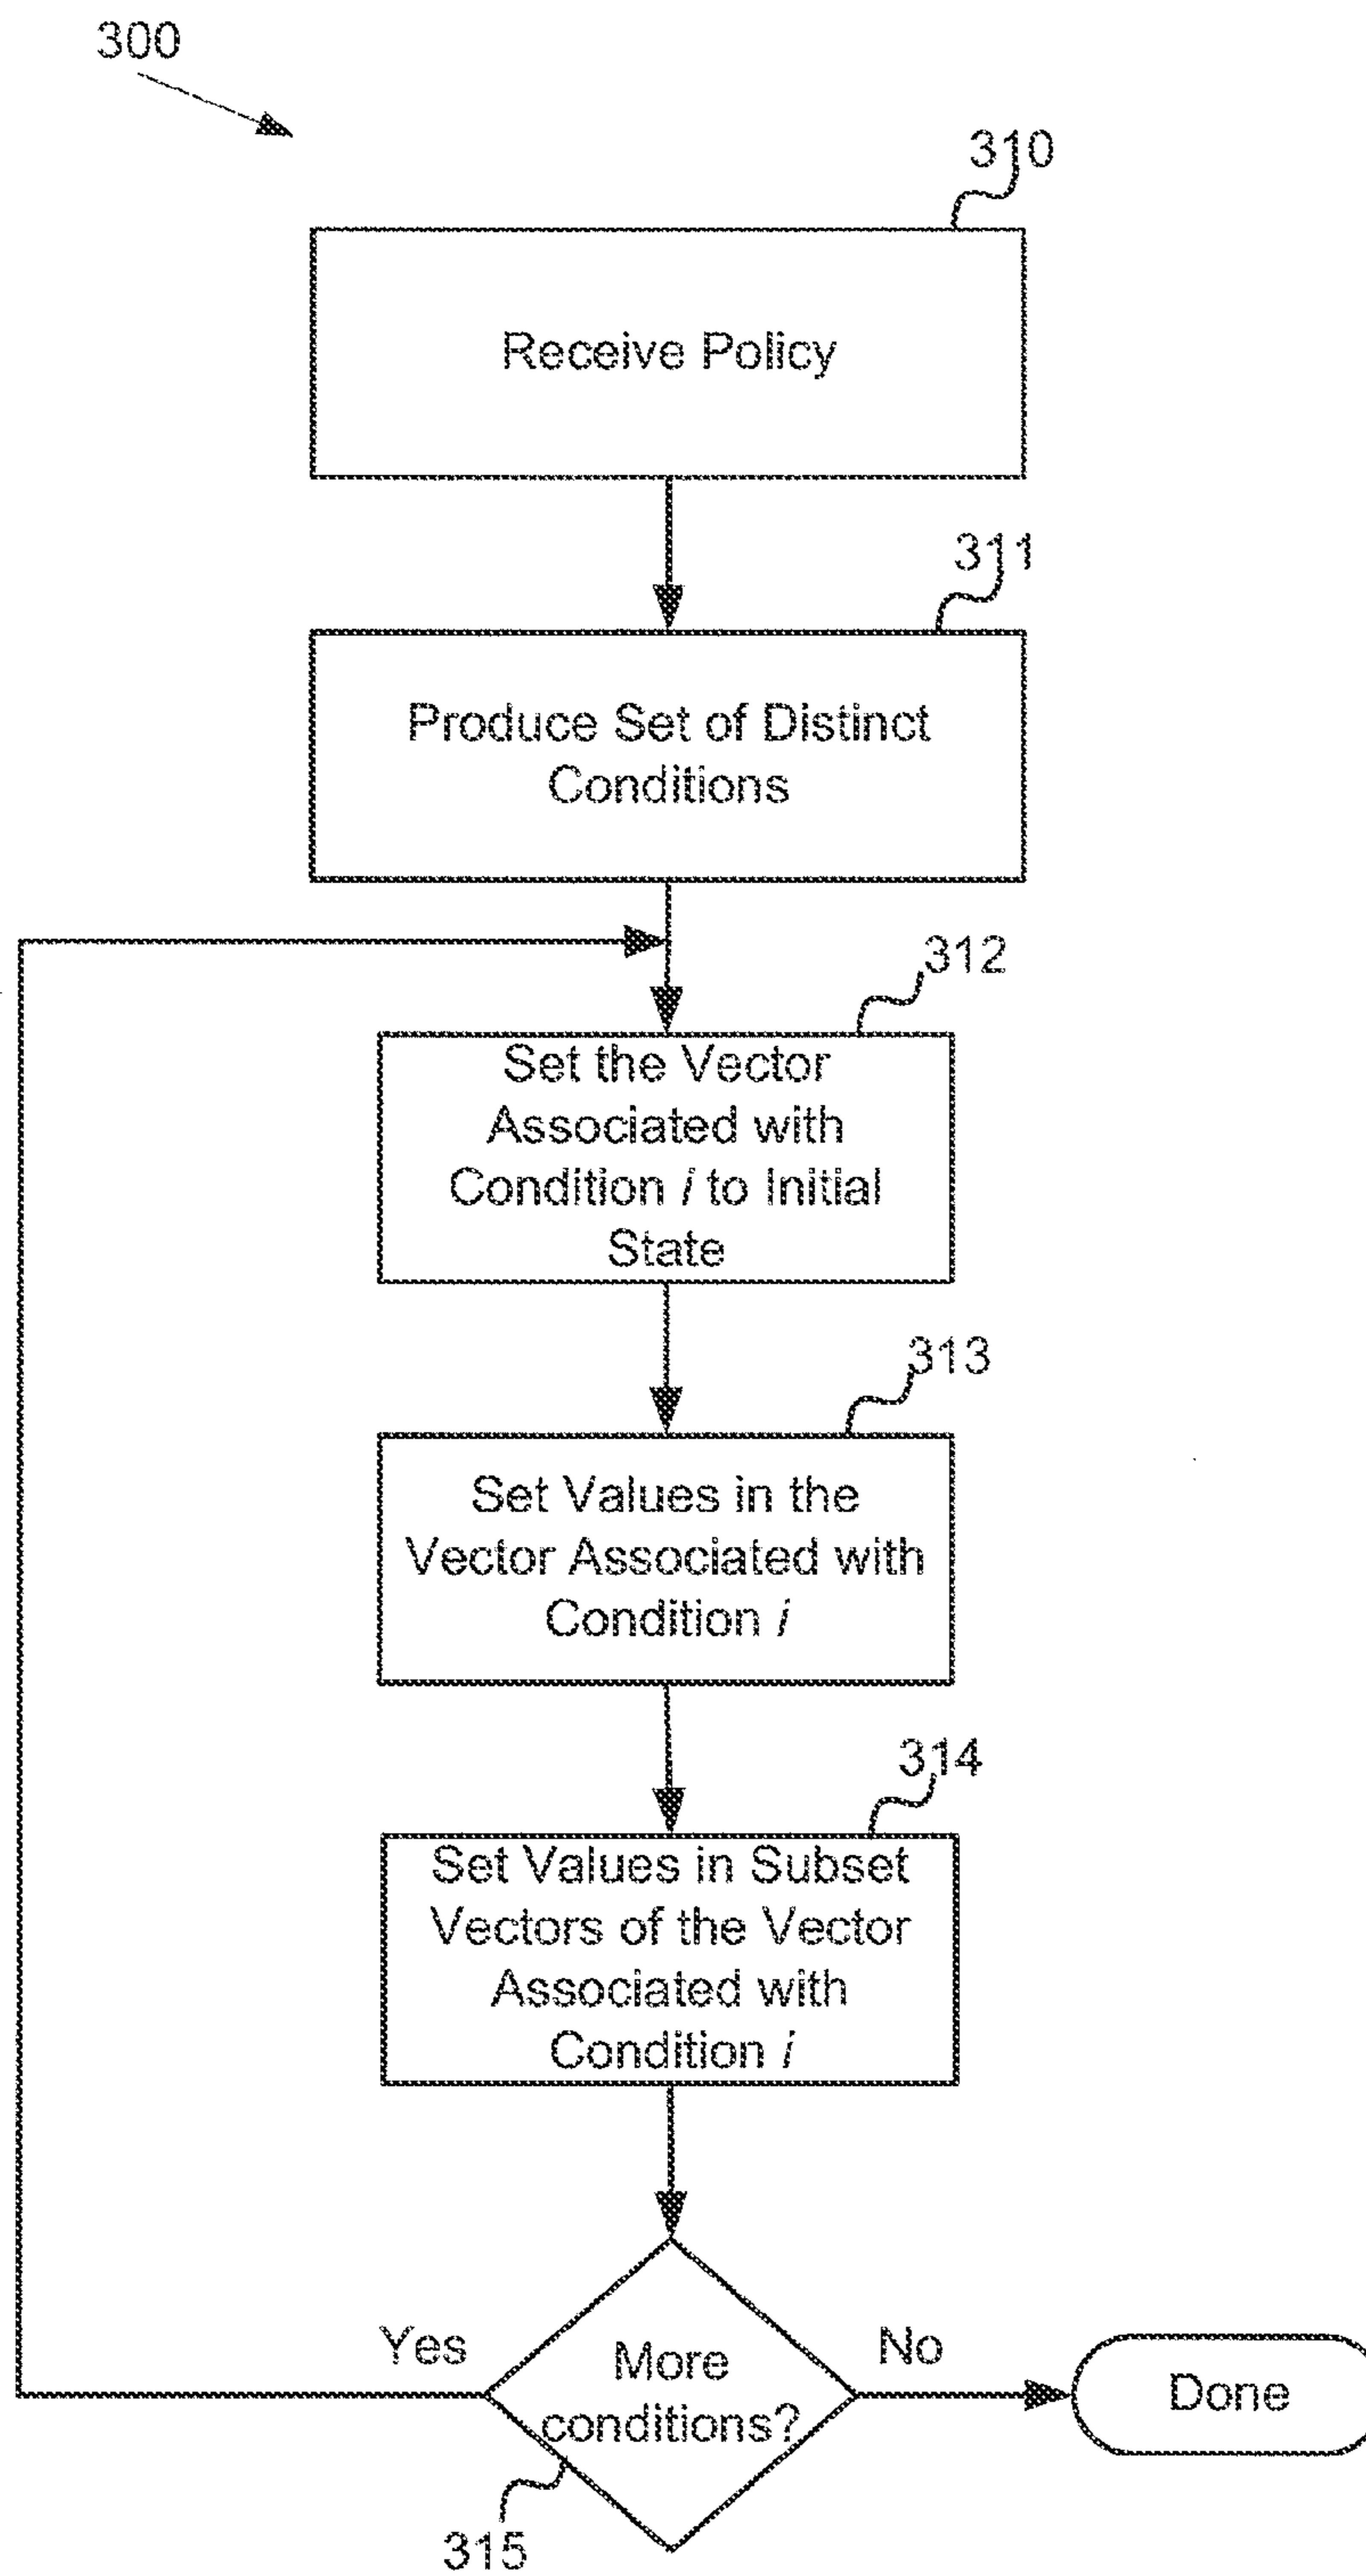 300
310
Receive Policy
311
Produce Set of Distinct
Conditions
312
Set the Vector
Associated with
Condition i to Initial
State
313
Set Values in the
Vector Associated with
Condition i
314
Set Values in Subset
Vectors of the Vector
Associated with
Condition i
Yes
More
conditions?
No
Done
315